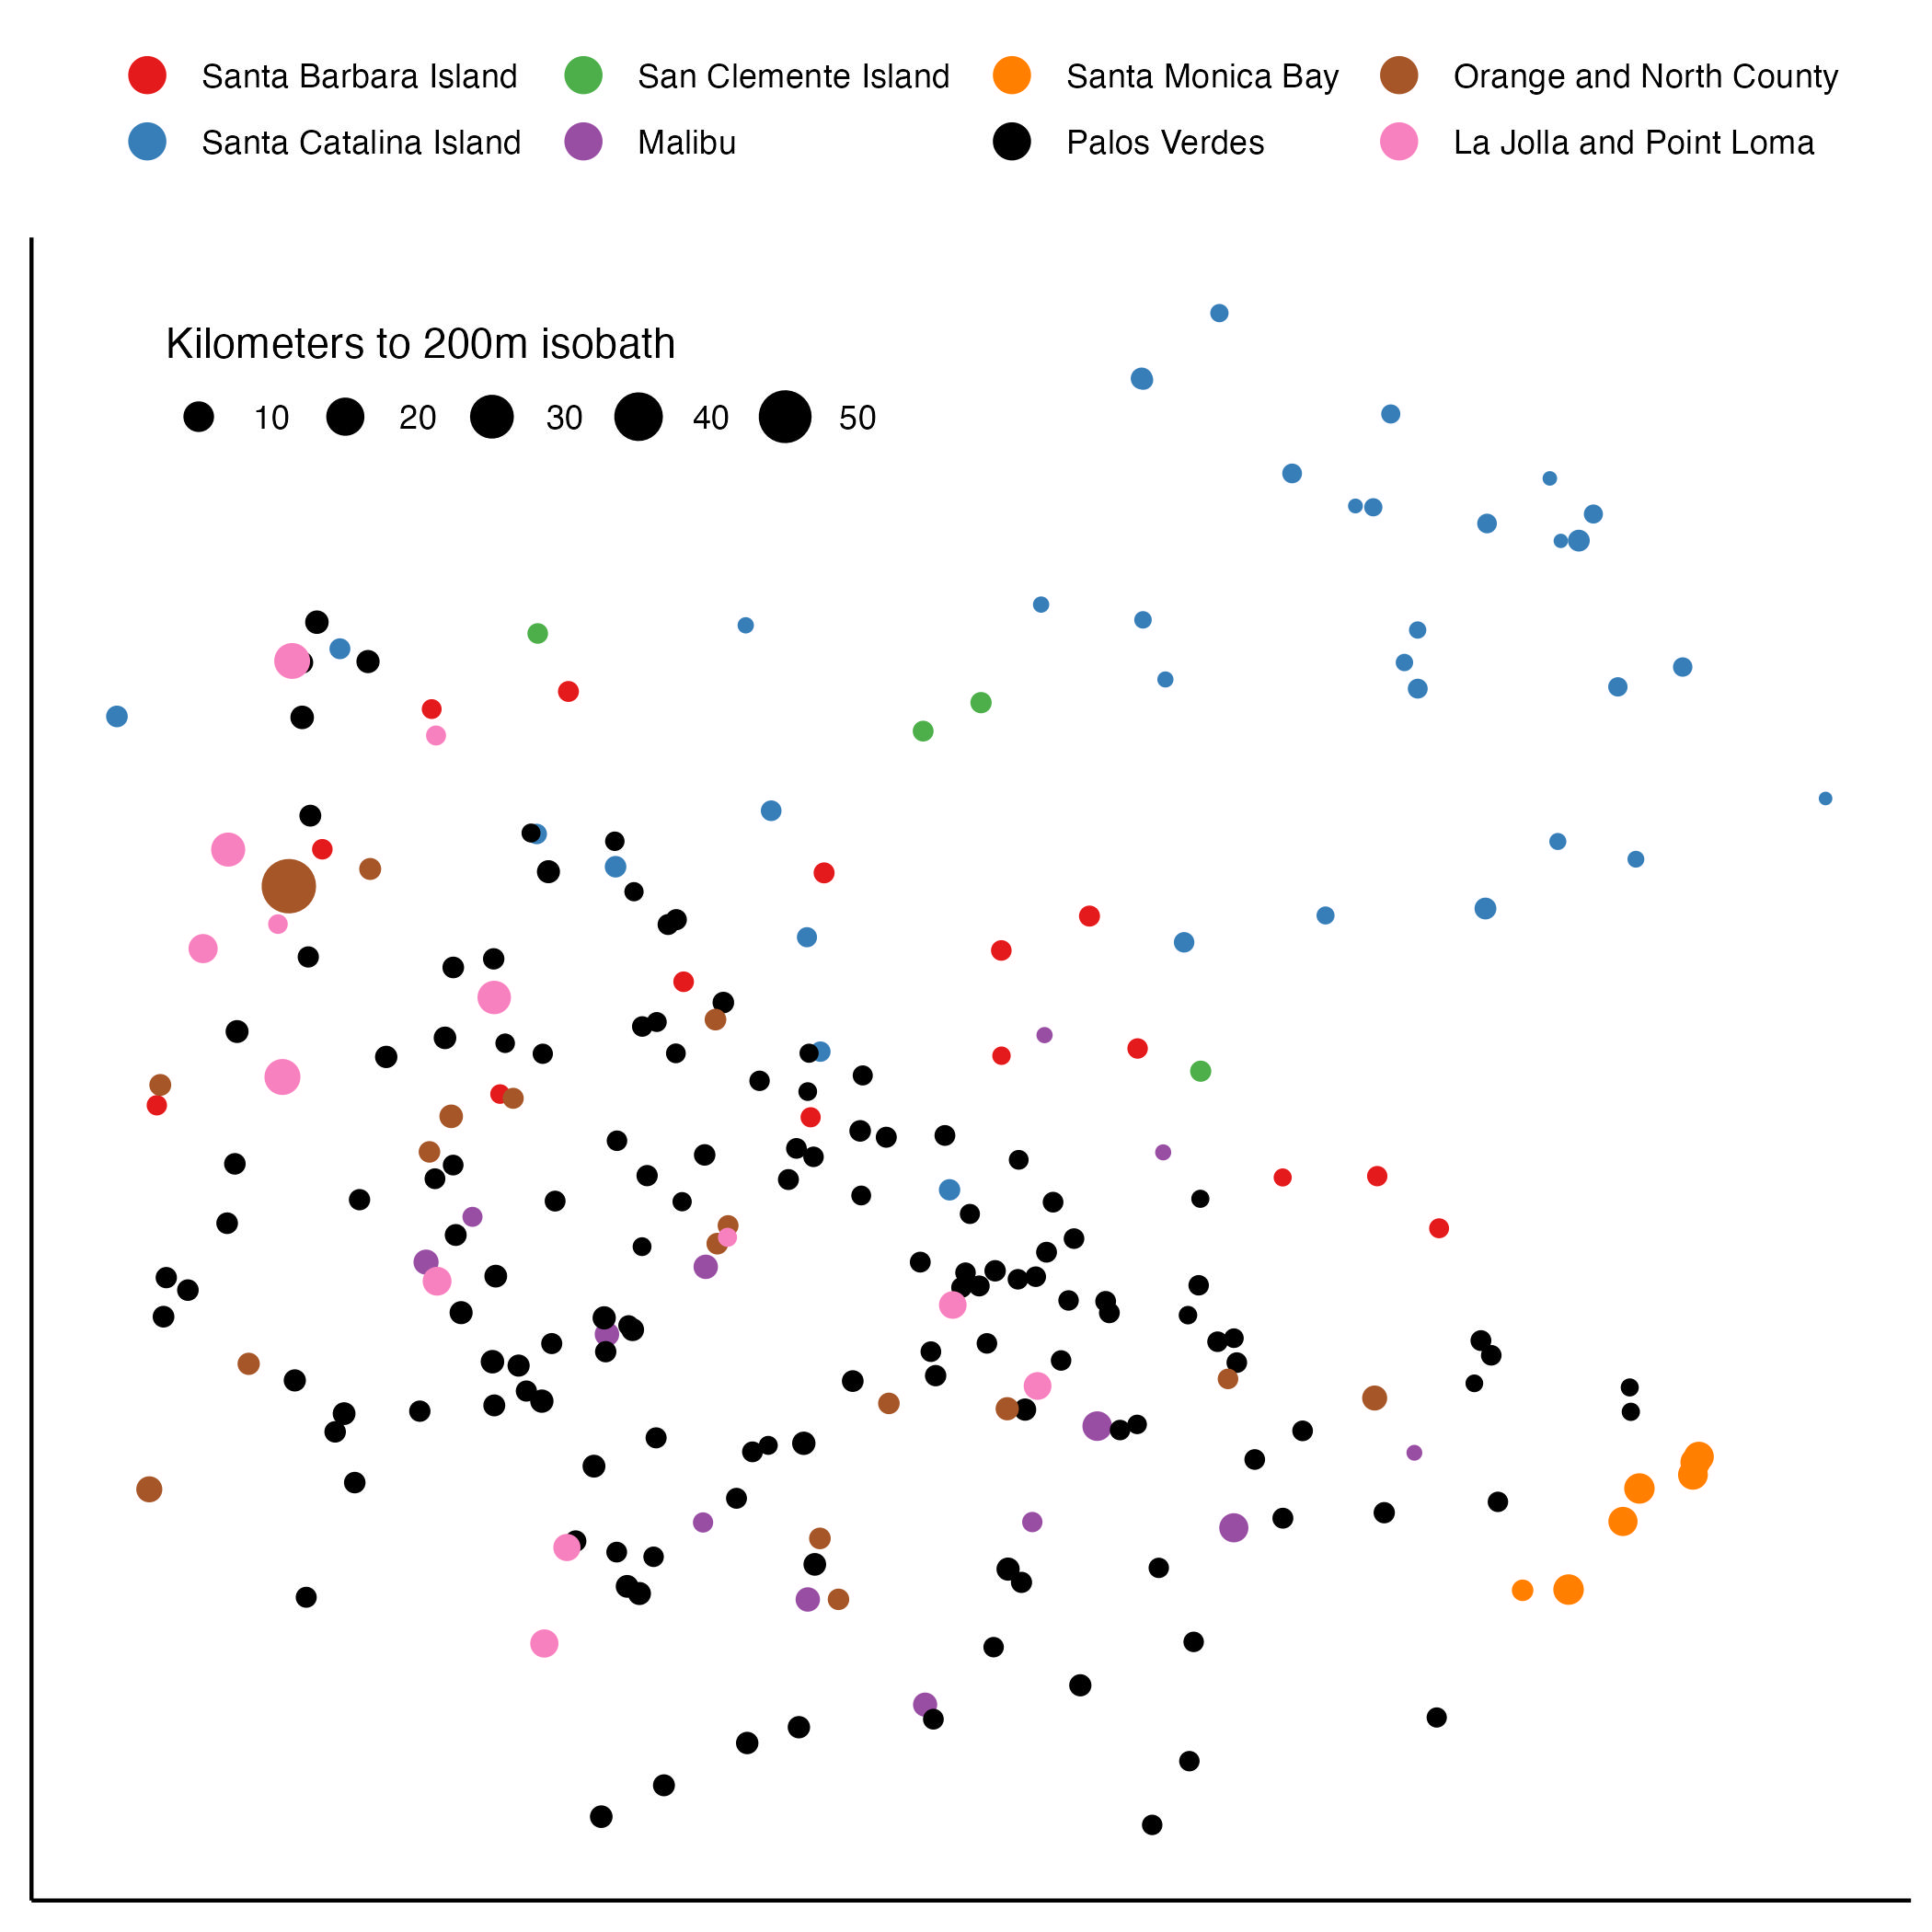 Santa Barbara Island San Clemente Island Santa Monica Bay Orange and North County
Santa Catalina Island Malibu Palos Verdes La Jolla and Point Loma
Kilometers to 200m isobath
10 20 30 40 50